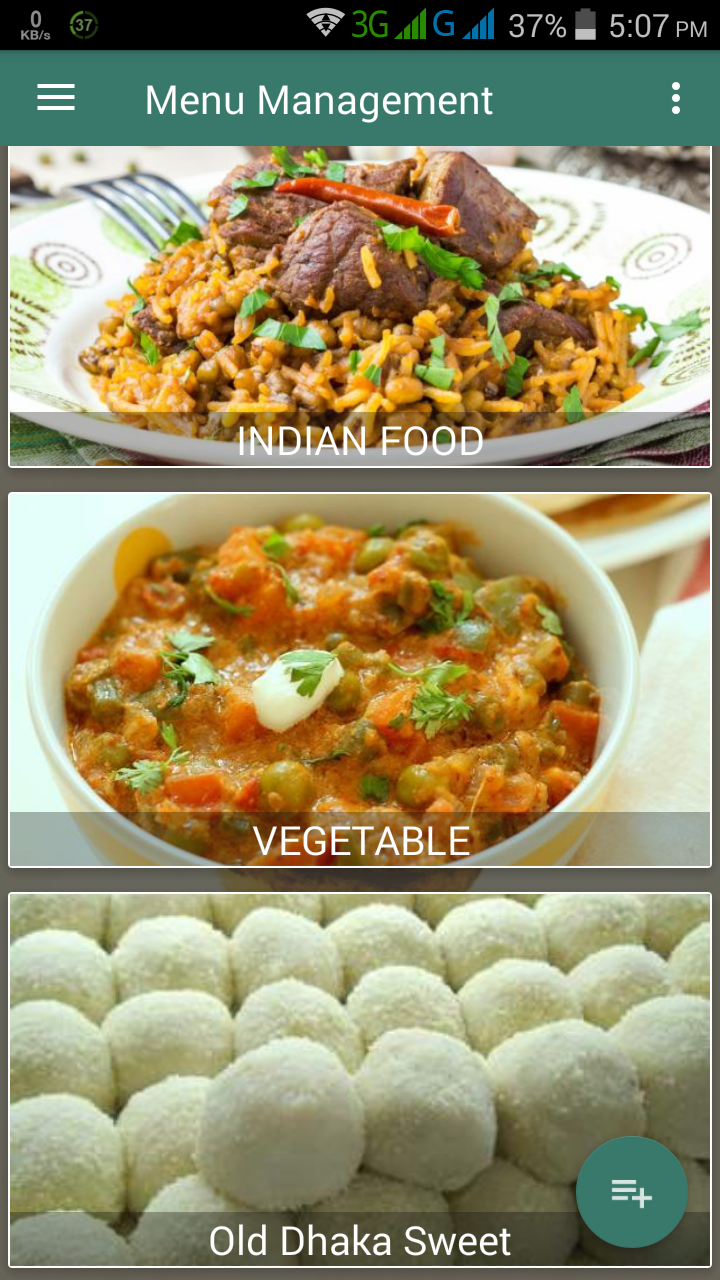 0
KB/s
37
3G
G
37%
5:07 PM
Menu Management
INDIAN FOOD
VEGETABLE
Old Dhaka Sweet